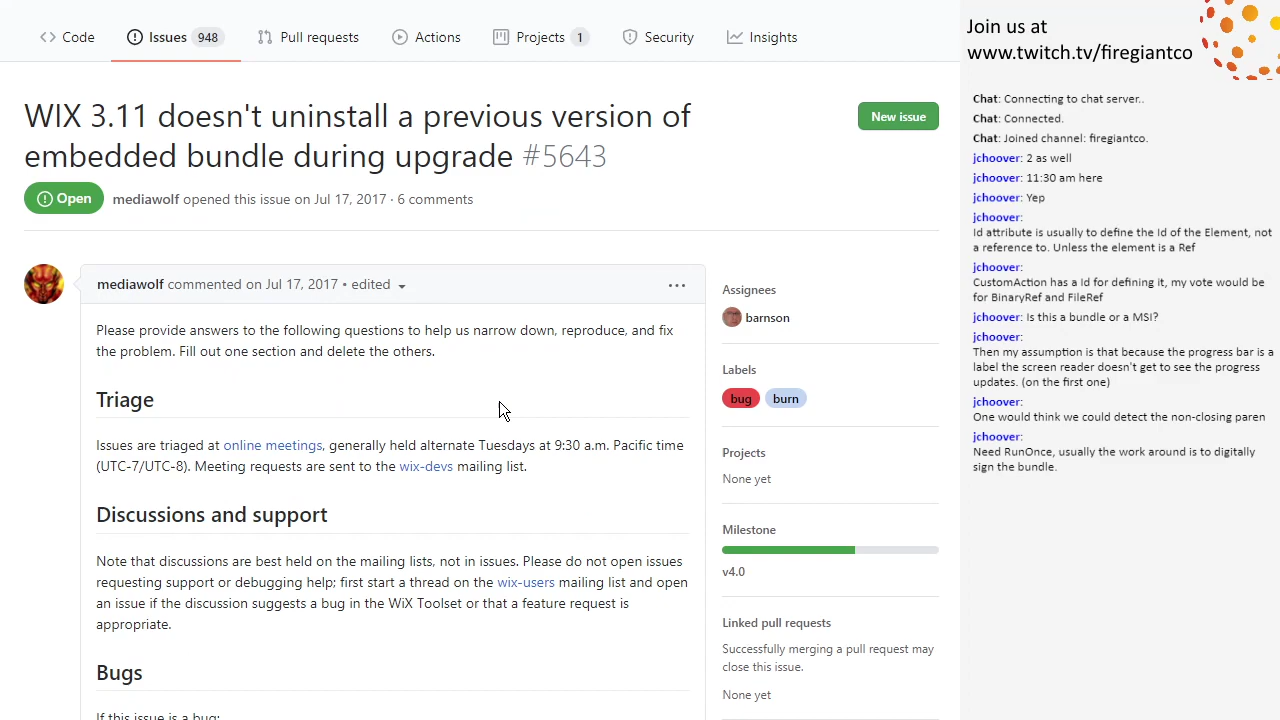 Code
Issues 948
Pull requests
Actions
Projects 1
Security
Insights
WIX 3.11 doesn't uninstall a previous version of
embedded bundle during upgrade #5643
New issue
Open
mediawolf opened this issue on Jul 17, 2017 · 6 comments
mediawolf commented on Jul 17, 2017 • edited
Please provide answers to the following questions to help us narrow down, reproduce, and fix
the problem. Fill out one section and delete the others.
Triage
Issues are triaged at online meetings, generally held alternate Tuesdays at 9:30 a.m. Pacific time
(UTC-7/UTC-8). Meeting requests are sent to the wix-devs mailing list.
Discussions and support
Note that discussions are best held on the mailing lists, not in issues. Please do not open issues
requesting support or debugging help; first start a thread on the wix-users mailing list and open
an issue if the discussion suggests a bug in the WiX Toolset or that a feature request is
appropriate.
Bugs
If this issue is a bug:
Assignees
barnson
Labels
bug burn
Projects
None yet
Milestone
v4.0
Linked pull requests
Successfully merging a pull request may
close this issue.
None yet
Join us at
www.twitch.tv/firegiantco
Chat: Connecting to chat server..
Chat: Connected.
Chat: Joined channel: firegiantco.
jchoover: 2 as well
jchoover: 11:30 am here
jchoover: Yep
jchoover:
Id attribute is usually to define the Id of the Element, not
a reference to. Unless the element is a Ref
jchoover:
CustomAction has a Id for defining it, my vote would be
for BinaryRef and FileRef
jchoover: Is this a bundle or a MSI?
jchoover:
Then my assumption is that because the progress bar is a
label the screen reader doesn't get to see the progress
updates. (on the first one)
jchoover:
One would think we could detect the non-closing paren
jchoover:
Need RunOnce, usually the work around is to digitally
sign the bundle.